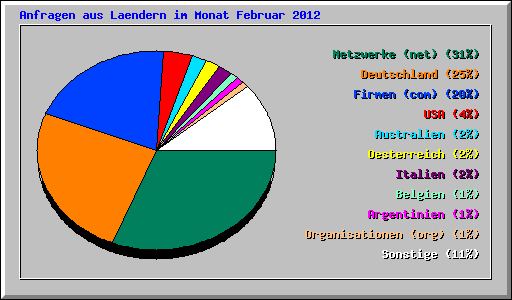 Anfragen aus Laendern im Monat Februar 2012
Netzwerke (net) (31%)
Deutschland (25%)
Firmen (com) (20%)
USA (4%)
Australien (2%)
Oesterreich (2%)
Italien (2%)
Belgien (1%)
Argentinien (1%)
Organisationen (org) (1%)
Sonstige (11%)